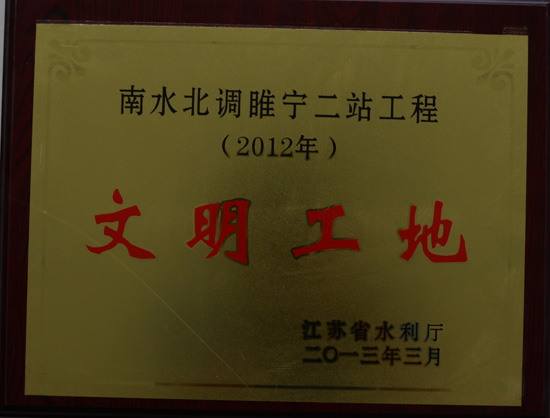 南水北调睢宁二站工程
（2012年）
文明工地
江苏省水利厅
二〇一三年三月